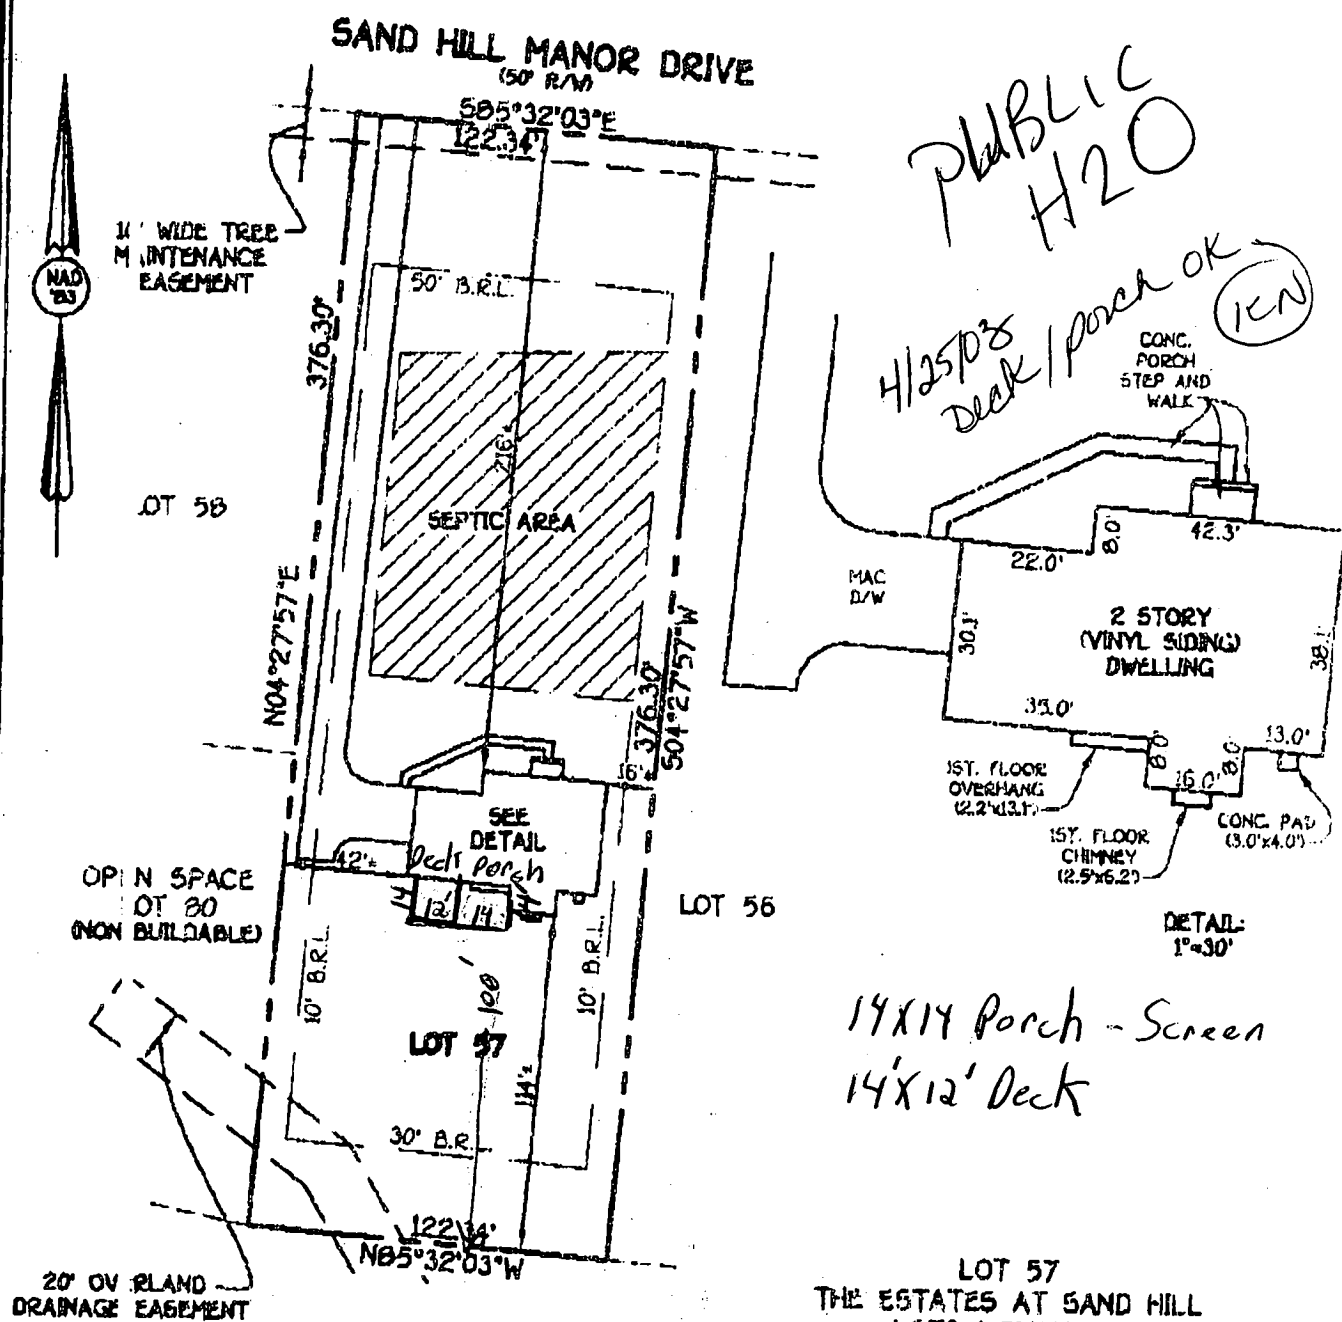 SAND HILL MANOR DRIVE
(50' R/W)
S85°32'03"E
122.34'
PUBLIC
H2O
WIDE TREE
EASEMENT
NAD
'83
50' B.R.L.
376.30'
4/25/03
Deck / porch OK
KN
CONC.
PORCH
STEP AND
WALK
LOT 58
216'±
SEPTIC AREA
N04°27'57"E
376.30'
S04°27'57"W
MAC
D/W
22.0'
8.0'
42.3'
30.1'
2 STORY
(VINYL SIDING)
DWELLING
38.1'
35.0'
8.0'
16.0'
8.0'
13.0'
1ST. FLOOR
OVERHANG
(2.2'x13.1')
1ST. FLOOR
CHIMNEY
(2.5'x6.2')
CONC. PAD
(3.0'x4.0')
DETAIL:
1"=30'
16'±
SEE
DETAIL
42'±
Deck Porch
14 12' 14 14'
OPEN SPACE
LOT 80
(NON BUILDABLE)
LOT 56
10' B.R.L.
10' B.R.L.
100
LOT 57
114'±
30' B.R.
14X14 Porch - Screen
14'X12' Deck
122.34'
N85°32'03"W
20' OVERLAND
DRAINAGE EASEMENT
LOT 57
THE ESTATES AT SAND HILL